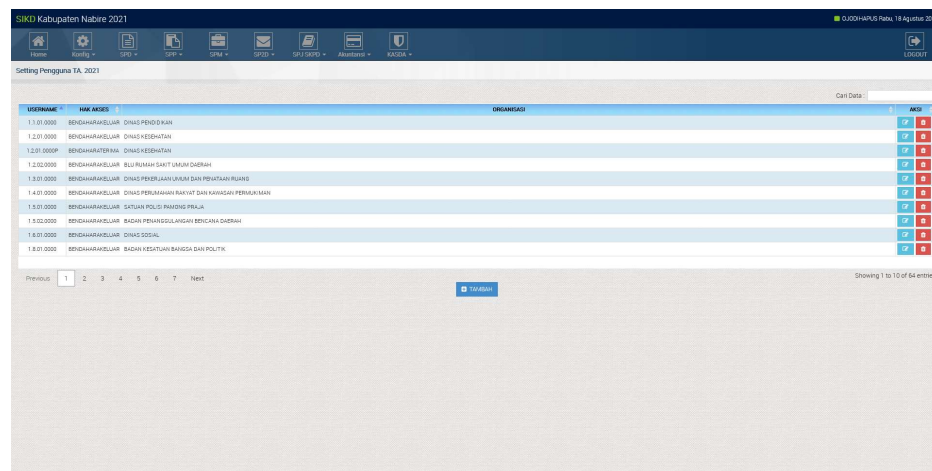 SIKD Kabupaten Nabire 2021
OJODIHAPUS Rabu, 18 Agustus 20
Home Konfig SPD SPP SPM SP2D SPJ SKPD Akuntansi KASDA LOGOUT
Setting Pengguna TA. 2021
Cari Data :
USERNAME HAK AKSES ORGANISASI AKSI
1.1.01.0000 BENDAHARAKELUAR DINAS PENDIDIKAN
1.2.01.0000 BENDAHARAKELUAR DINAS KESEHATAN
1.2.01.0000P BENDAHARATERIMA DINAS KESEHATAN
1.2.02.0000 BENDAHARAKELUAR BLU RUMAH SAKIT UMUM DAERAH
1.3.01.0000 BENDAHARAKELUAR DINAS PEKERJAAN UMUM DAN PENATAAN RUANG
1.4.01.0000 BENDAHARAKELUAR DINAS PERUMAHAN RAKYAT DAN KAWASAN PERMUKIMAN
1.5.01.0000 BENDAHARAKELUAR SATUAN POLISI PAMONG PRAJA
1.5.02.0000 BENDAHARAKELUAR BADAN PENANGGULANGAN BENCANA DAERAH
1.6.01.0000 BENDAHARAKELUAR DINAS SOSIAL
1.8.01.0000 BENDAHARAKELUAR BADAN KESATUAN BANGSA DAN POLITIK
Previous 1 2 3 4 5 6 7 Next
Showing 1 to 10 of 64 entrie
TAMBAH